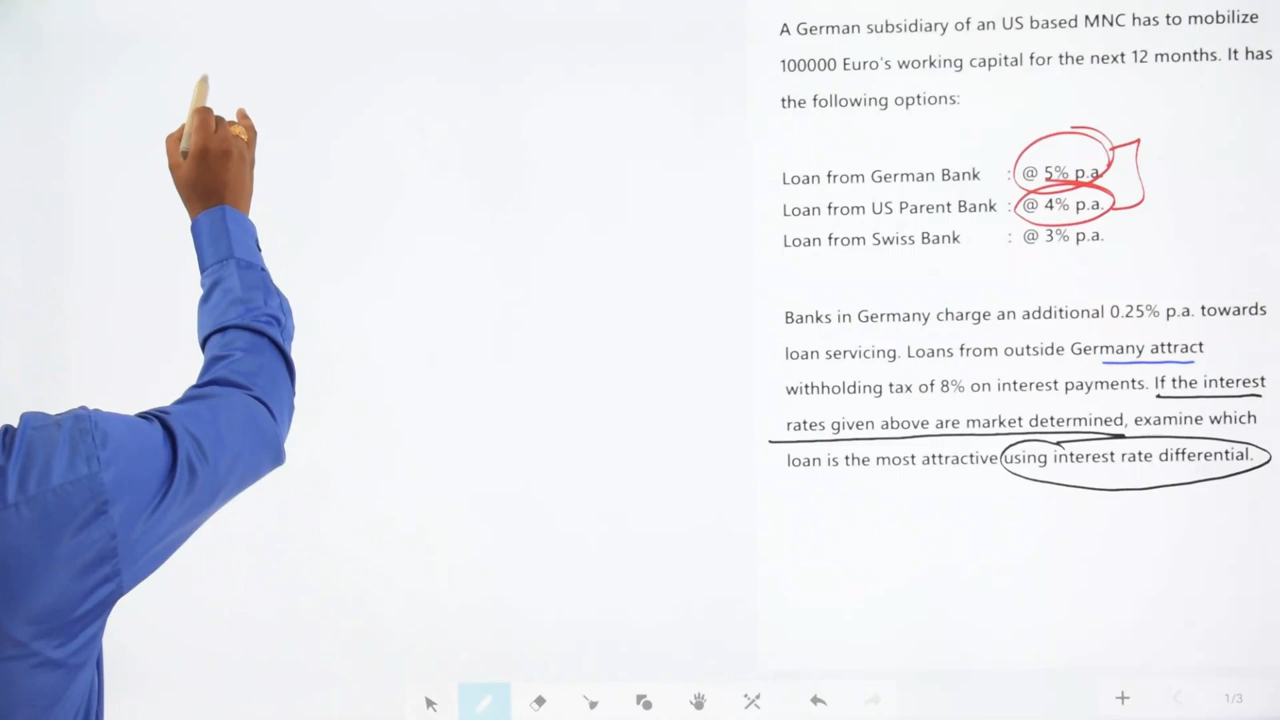 A German subsidiary of an US based MNC has to mobilize
100000 Euro's working capital for the next 12 months. It has
the following options:
Loan from German Bank : @ 5% p.a.
Loan from US Parent Bank : @ 4% p.a.
Loan from Swiss Bank : @ 3% p.a.
Banks in Germany charge an additional 0.25% p.a. towards
loan servicing. Loans from outside Germany attract
withholding tax of 8% on interest payments. If the interest
rates given above are market determined, examine which
loan is the most attractive using interest rate differential.
1/3